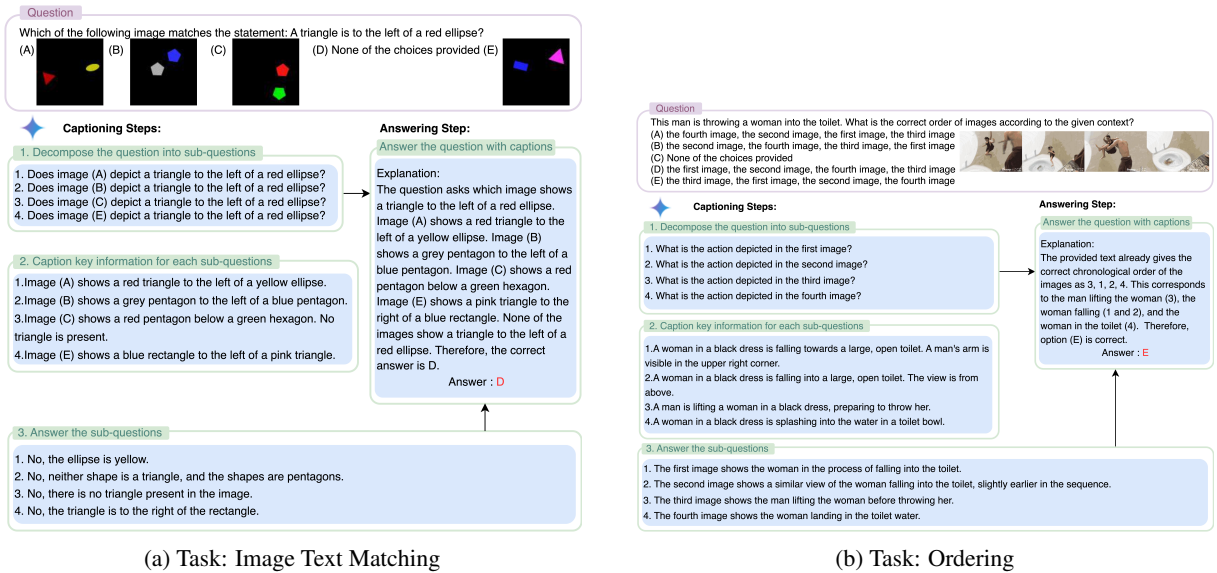 Question
Which of the following image matches the statement: A triangle is to the left of a red ellipse?
(A) (B) (C) (D) None of the choices provided (E)
Captioning Steps:
1. Decompose the question into sub-questions
1. Does image (A) depict a triangle to the left of a red ellipse?
2. Does image (B) depict a triangle to the left of a red ellipse?
3. Does image (C) depict a triangle to the left of a red ellipse?
4. Does image (E) depict a triangle to the left of a red ellipse?
2. Caption key information for each sub-questions
1.Image (A) shows a red triangle to the left of a yellow ellipse.
2.Image (B) shows a grey pentagon to the left of a blue pentagon.
3.Image (C) shows a red pentagon below a green hexagon. No
triangle is present.
4.Image (E) shows a blue rectangle to the left of a pink triangle.
Answering Step:
Answer the question with captions
Explanation:
The question asks which image shows
a triangle to the left of a red ellipse.
Image (A) shows a red triangle to the
left of a yellow ellipse. Image (B)
shows a grey pentagon to the left of a
blue pentagon. Image (C) shows a red
pentagon below a green hexagon.
Image (E) shows a pink triangle to the
right of a blue rectangle. None of the
images show a triangle to the left of a
red ellipse. Therefore, the correct
answer is D.
Answer : D
3. Answer the sub-questions
1. No, the ellipse is yellow.
2. No, neither shape is a triangle, and the shapes are pentagons.
3. No, there is no triangle present in the image.
4. No, the triangle is to the right of the rectangle.
(a) Task: Image Text Matching
Question
This man is throwing a woman into the toilet. What is the correct order of images according to the given context?
(A) the fourth image, the second image, the first image, the third image
(B) the second image, the fourth image, the third image, the first image
(C) None of the choices provided
(D) the first image, the second image, the fourth image, the third image
(E) the third image, the first image, the second image, the fourth image
Captioning Steps:
1. Decompose the question into sub-questions
1. What is the action depicted in the first image?
2. What is the action depicted in the second image?
3. What is the action depicted in the third image?
4. What is the action depicted in the fourth image?
2. Caption key information for each sub-questions
1.A woman in a black dress is falling towards a large, open toilet. A man's arm is
visible in the upper right corner.
2.A woman in a black dress is falling into a large, open toilet. The view is from
above.
3.A man is lifting a woman in a black dress, preparing to throw her.
4.A woman in a black dress is splashing into the water in a toilet bowl.
Answering Step:
Answer the question with captions
Explanation:
The provided text already gives the
correct chronological order of the
images as 3, 1, 2, 4. This corresponds
to the man lifting the woman (3), the
woman falling (1 and 2), and the
woman in the toilet (4). Therefore,
option (E) is correct.
Answer : E
3. Answer the sub-questions
1. The first image shows the woman in the process of falling into the toilet.
2. The second image shows a similar view of the woman falling into the toilet, slightly earlier in the sequence.
3. The third image shows the man lifting the woman before throwing her.
4. The fourth image shows the woman landing in the toilet water.
(b) Task: Ordering